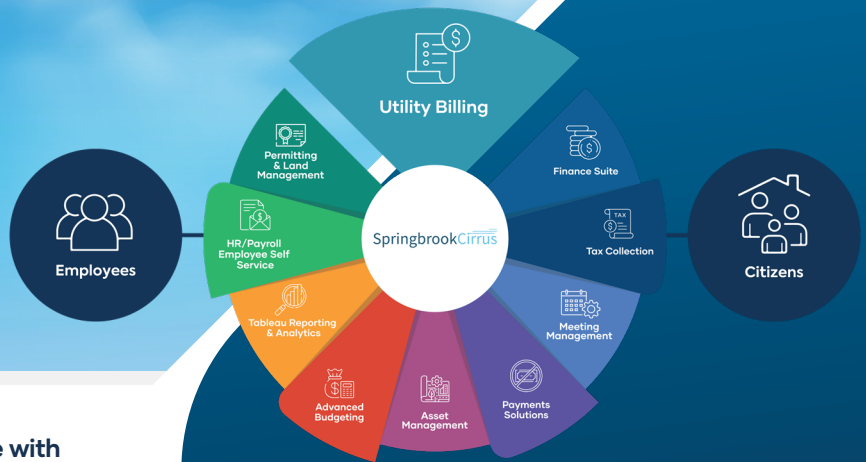 Utility Billing
Permitting
& Land
Management
Finance Suite
TAX
HR/Payroll
Employee Self
Service
SpringbrookCirrus
Tax Collection
Employees
Citizens
Tableau Reporting
& Analytics
Meeting
Management
Advanced
Budgeting
Asset
Management
Payments
Solutions
e with